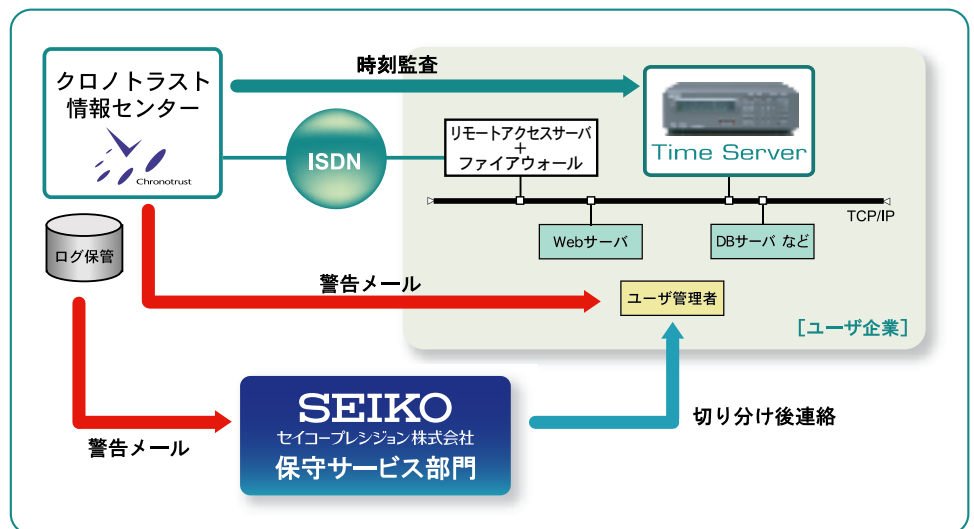 クロノトラスト
情報センター
Chronotrust
時刻監査
ISDN
リモートアクセスサーバ
+
ファイアウォール
Time Server
TCP/IP
Webサーバ
DBサーバ など
ログ保管
警告メール
ユーザ管理者
[ユーザ企業]
警告メール
SEIKO
セイコープレシジョン株式会社
保守サービス部門
切り分け後連絡